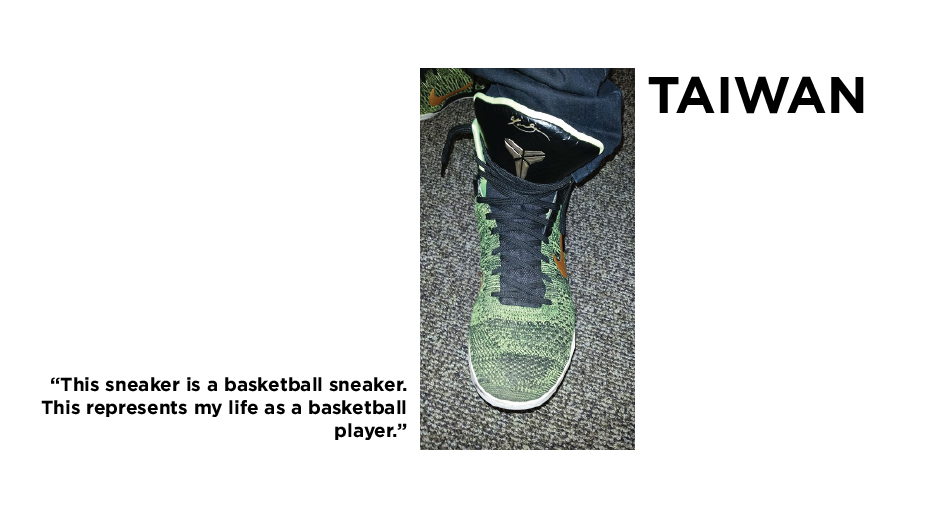 TAIWAN
“This sneaker is a basketball sneaker.
This represents my life as a basketball
player.”